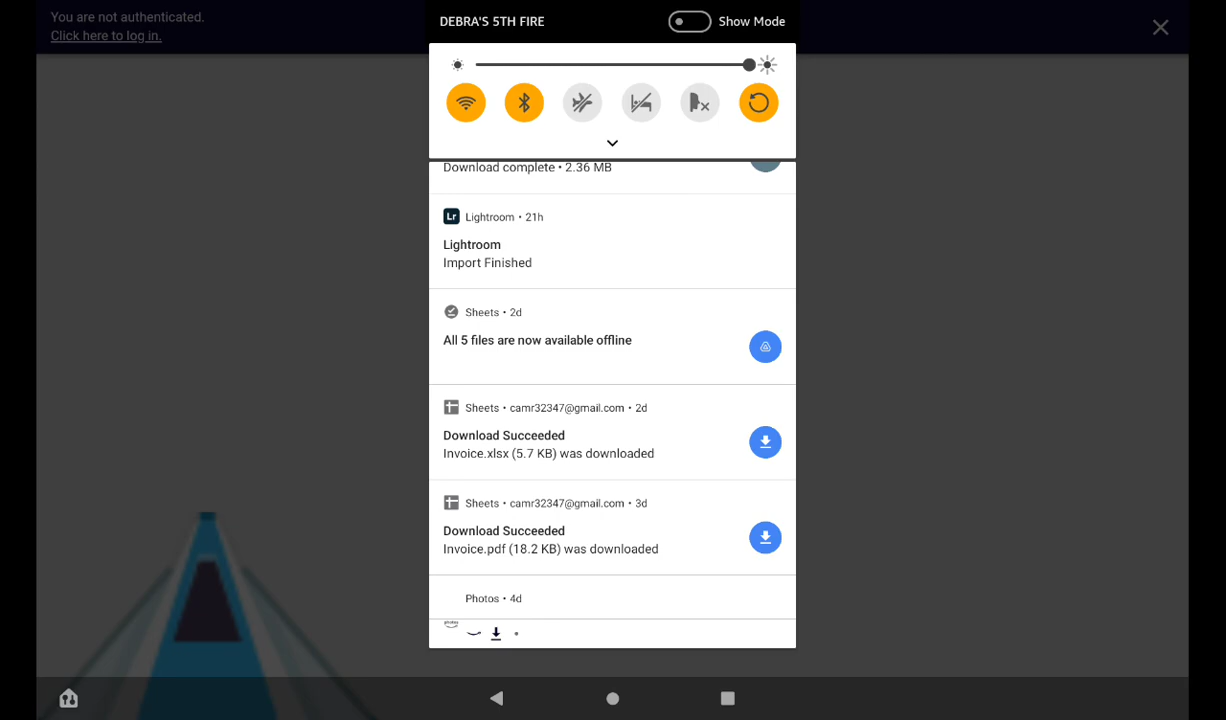 You are not authenticated.
Click here to log in.
DEBRA'S 5TH FIRE
Show Mode
Download complete • 2.36 MB
Lr Lightroom • 21h
Lightroom
Import Finished
Sheets • 2d
All 5 files are now available offline
Sheets • camr32347@gmail.com • 2d
Download Succeeded
Invoice.xlsx (5.7 KB) was downloaded
Sheets • camr32347@gmail.com • 3d
Download Succeeded
Invoice.pdf (18.2 KB) was downloaded
Photos • 4d
photos